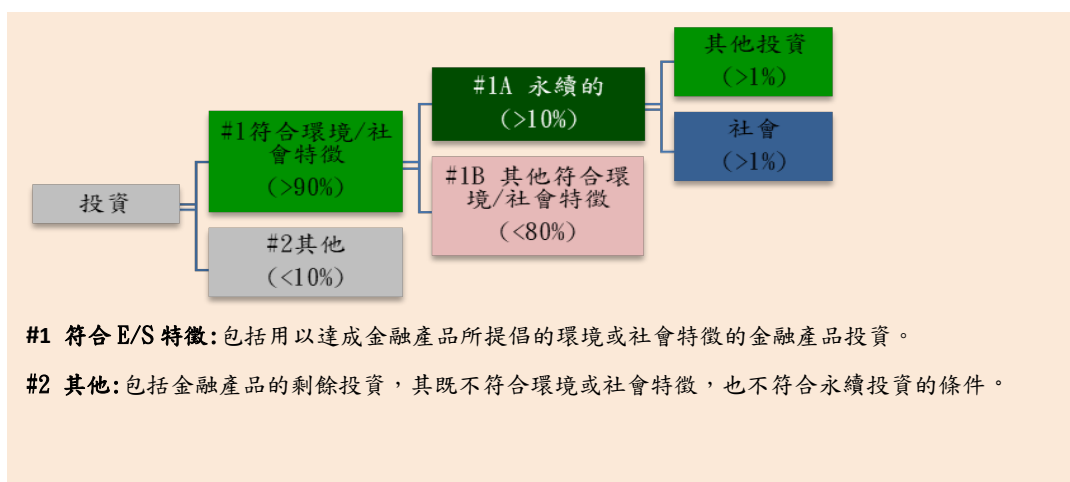 投資
#1符合環境/社
會特徵
(>90%)
#2其他
(<10%)
#1A 永續的
(>10%)
#1B 其他符合環
境/社會特徵
(<80%)
其他投資
(>1%)
社會
(>1%)
#1 符合 E/S 特徵:包括用以達成金融產品所提倡的環境或社會特徵的金融產品投資。
#2 其他:包括金融產品的剩餘投資，其既不符合環境或社會特徵，也不符合永續投資的條件。